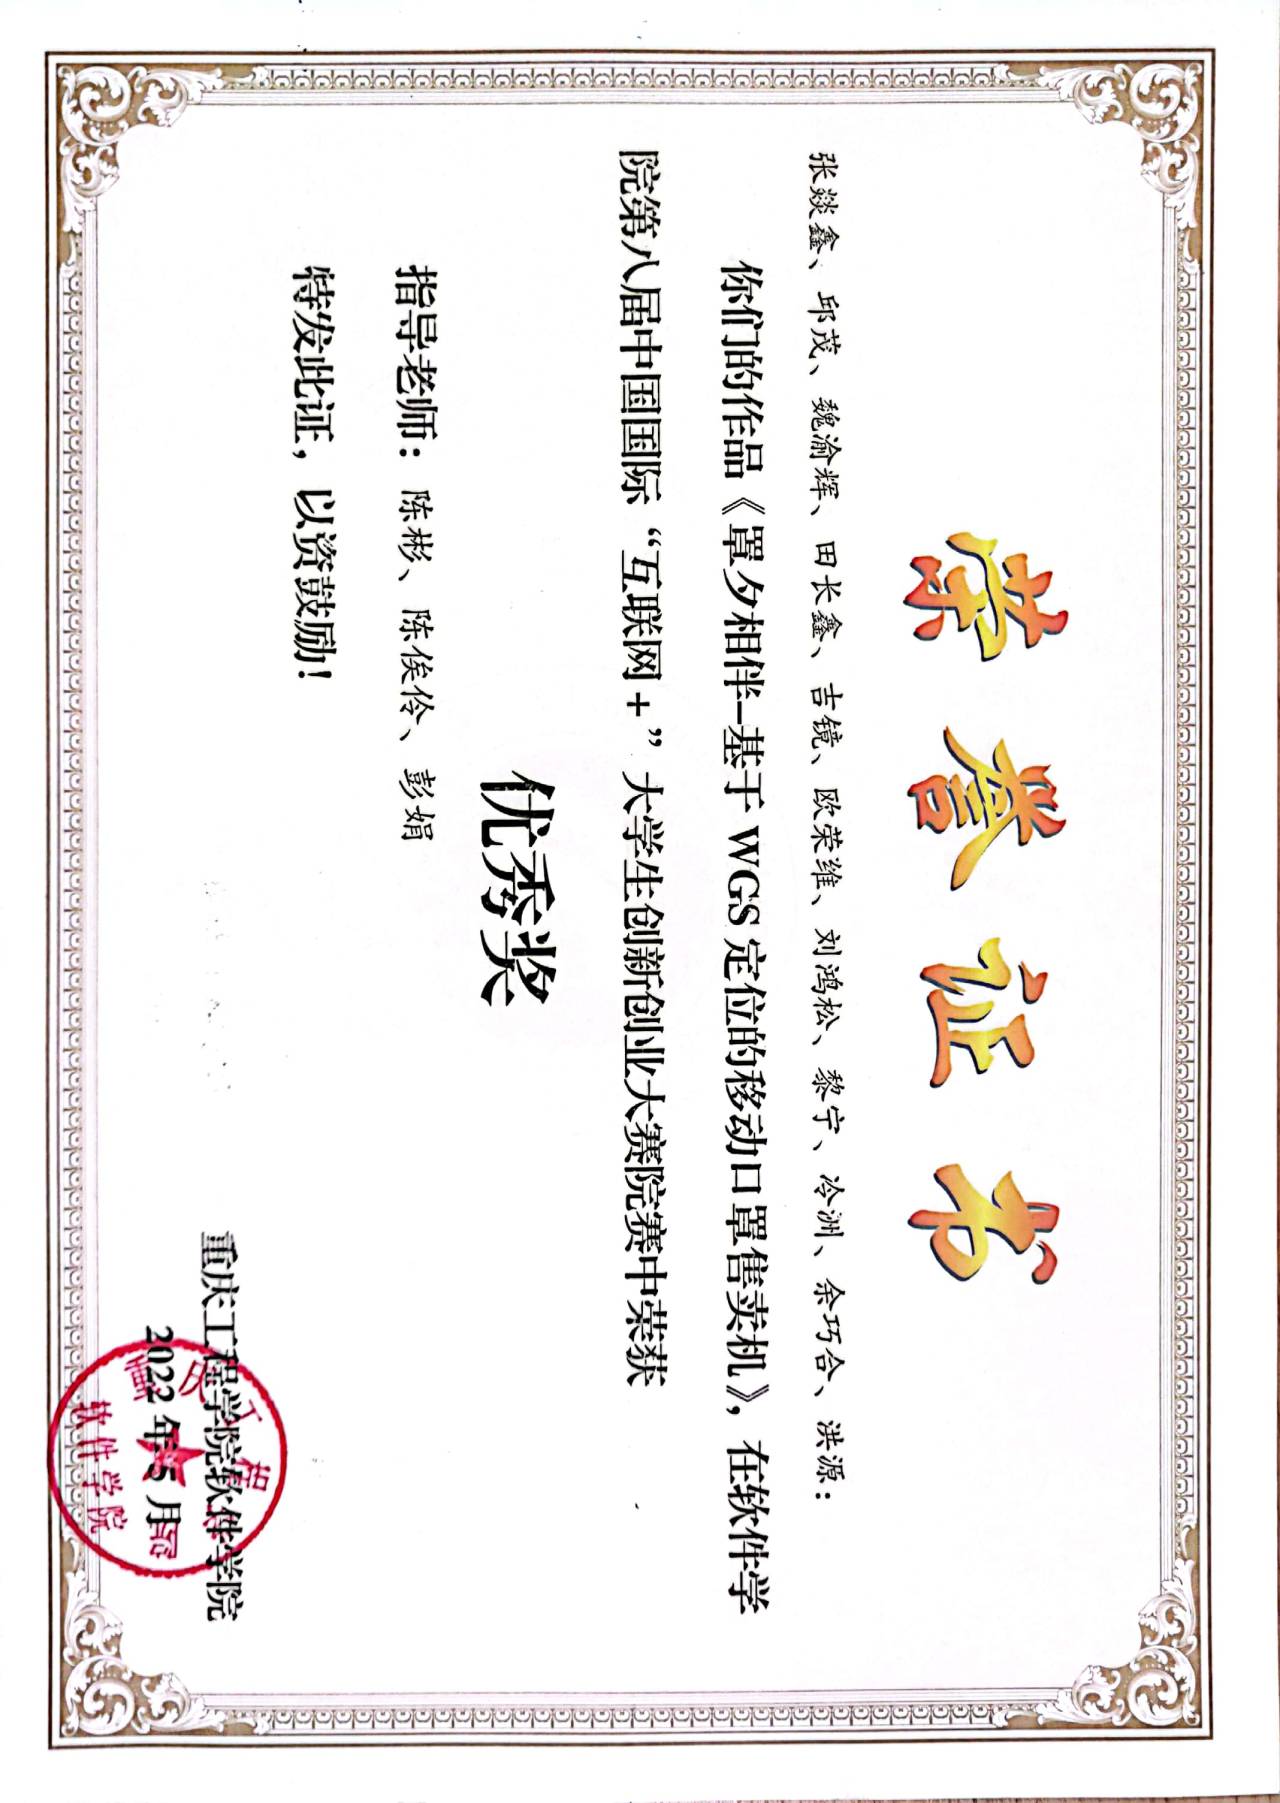 荣誉证书
张燚鑫、邱茂、魏渝辉、田长鑫、吉镜、欧荣维、刘鸿松、黎宁、冷洲、余巧合、洪源：
你们的作品《罩夕相伴–基于 WGS 定位的移动口罩售卖机》，在软件学
院第八届中国国际“互联网＋”大学生创新创业大赛院赛中荣获
优秀奖
指导老师：陈彬、陈俟伶、彭娟
特发此证，以资鼓励！
重庆工程学院软件学院
2022 年 5 月
重庆工程学院
软件学院